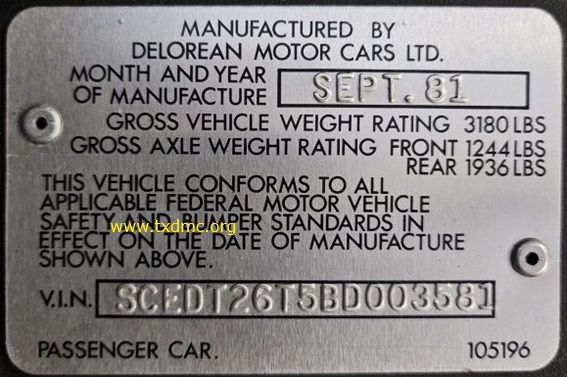 MANUFACTURED BY
DELOREAN MOTOR CARS LTD.
MONTH AND YEAR
OF MANUFACTURE SEPT. 81
GROSS VEHICLE WEIGHT RATING 3180 LBS
GROSS AXLE WEIGHT RATING FRONT 1244 LBS
REAR 1936 LBS
THIS VEHICLE CONFORMS TO ALL
APPLICABLE FEDERAL MOTOR VEHICLE
SAFETY AND BUMPER STANDARDS IN
www.txdmc.org
EFFECT ON THE DATE OF MANUFACTURE
SHOWN ABOVE.
V.I.N. SCEDT26T5BD003581
PASSENGER CAR. 105196